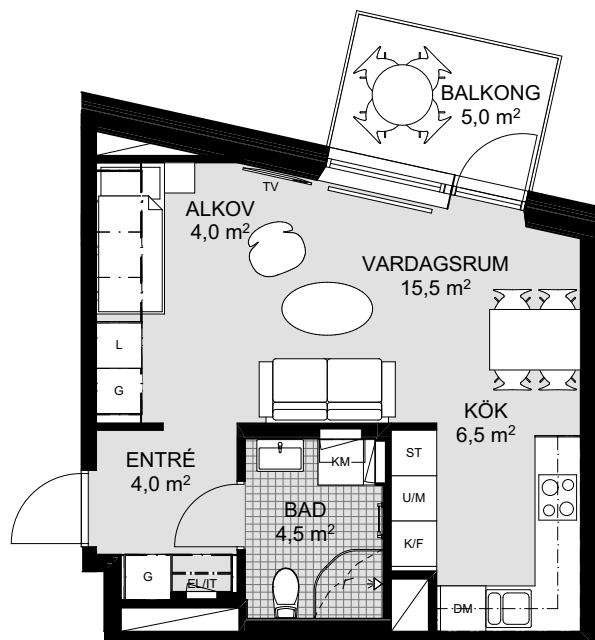 BALKONG
5,0 m²
TV
ALKOV
4,0 m²
VARDAGSRUM
15,5 m²
L
G
KÖK
6,5 m²
ENTRÉ
4,0 m²
KM
ST
U/M
K/F
BAD
4,5 m²
G
EL/IT
DM